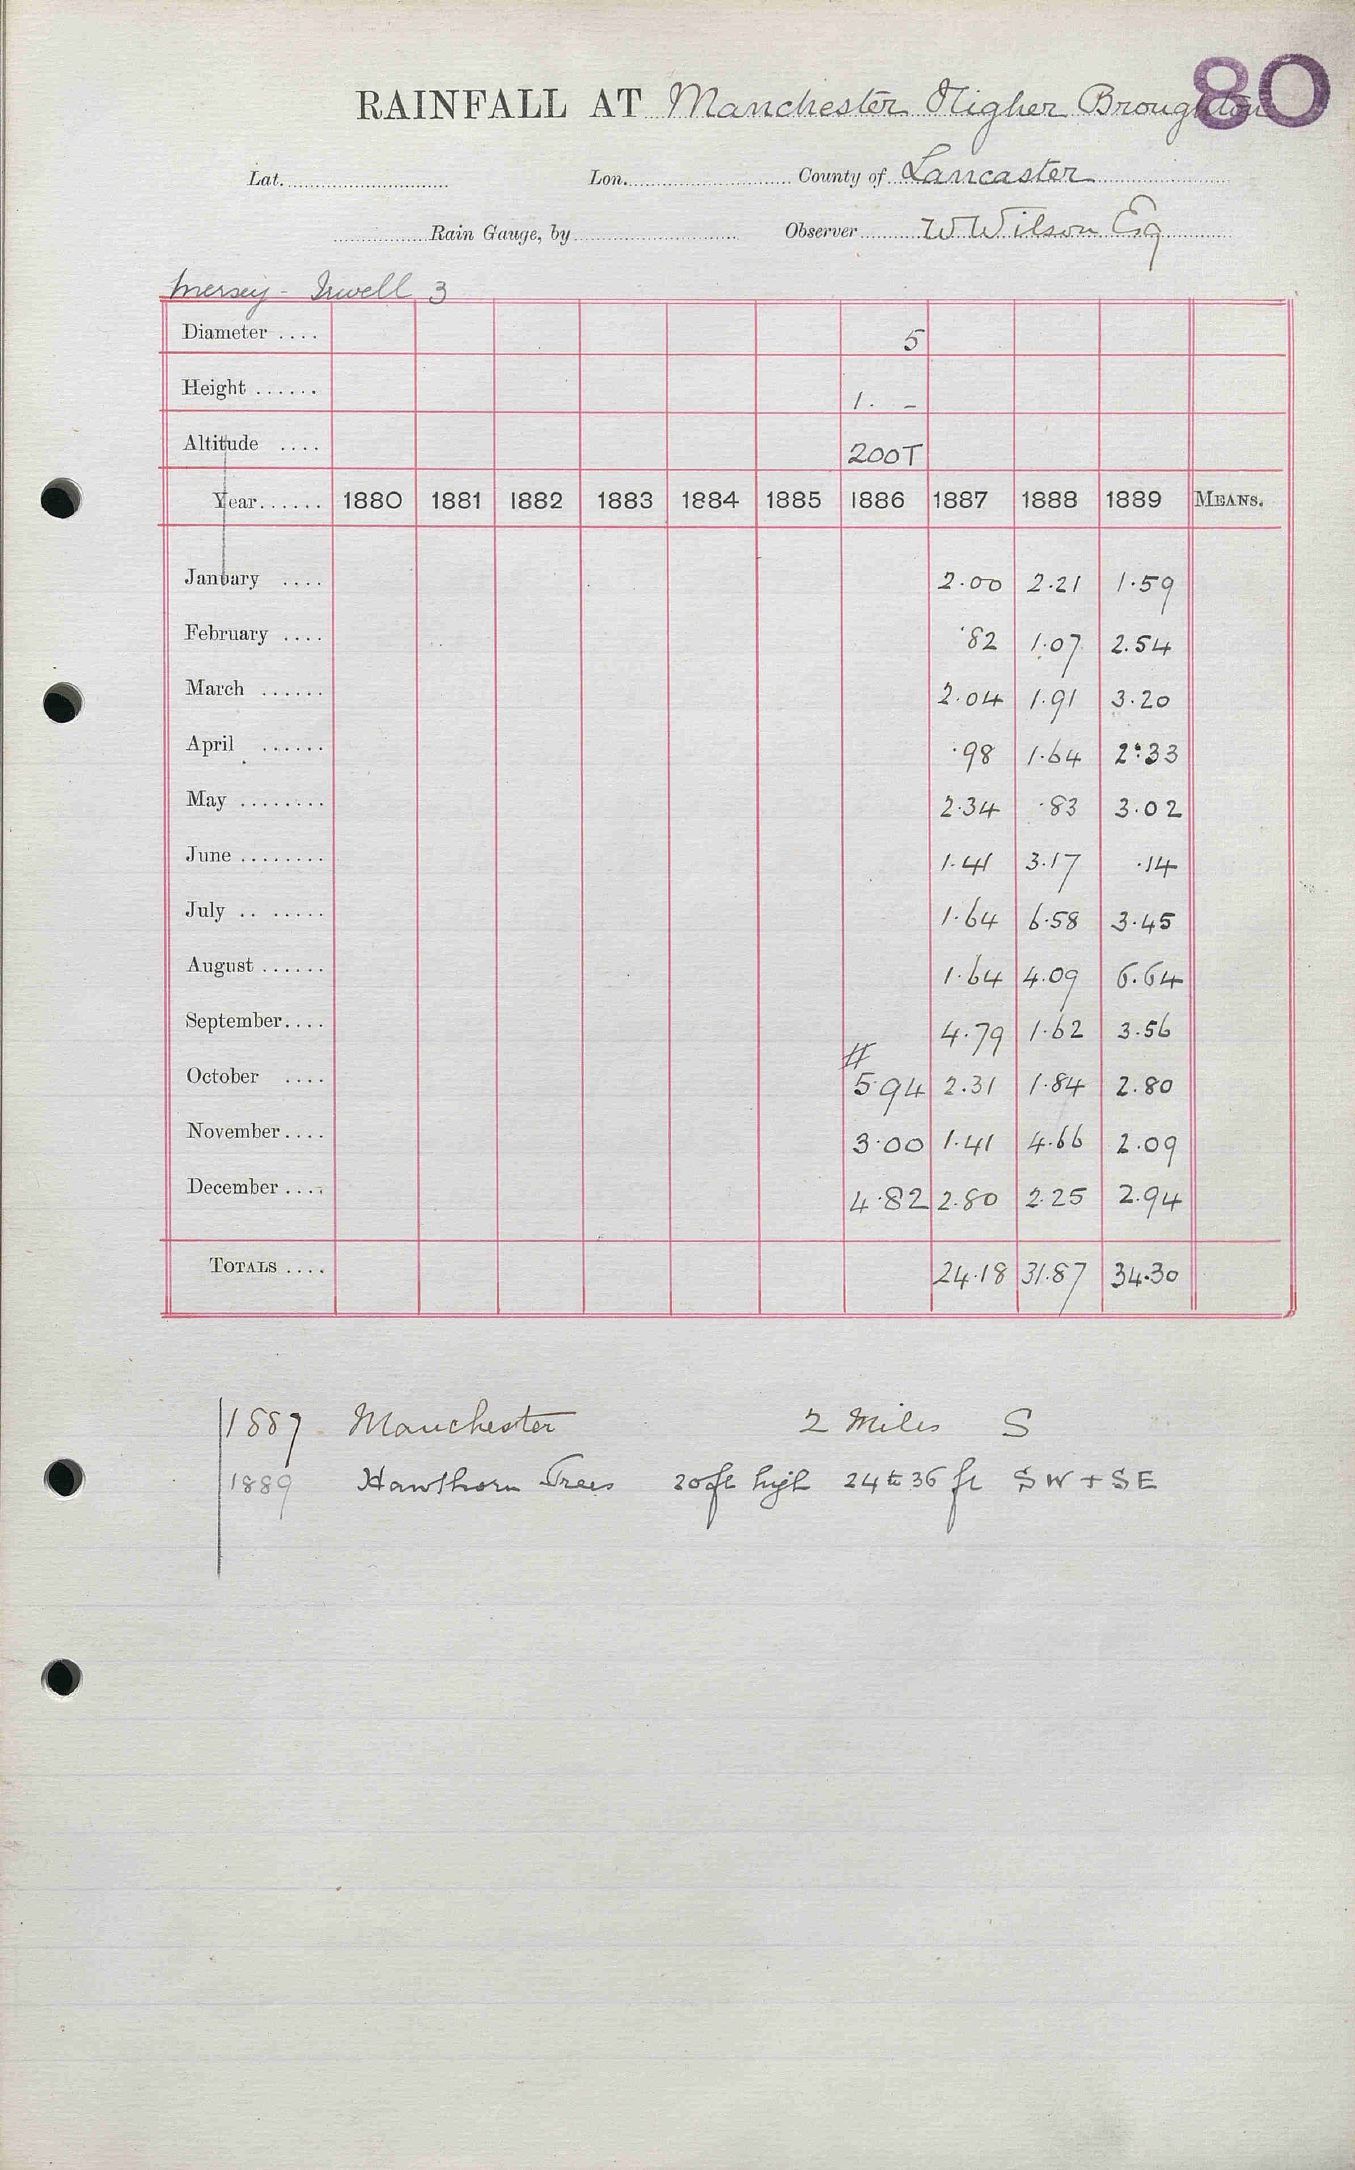 80
RAINFALL AT Manchester Higher Broughton
Lat. Lon. County of Lancaster
Rain Gauge, by Observer W Wilson Esq
Mersey - Irwell 3
Diameter .... 5
Height ...... 1. -
Altitude .... 200T
Year...... 1880 1881 1882 1883 1884 1885 1886 1887 1888 1889 MEANS.
January .... 2.00 2.21 1.59
February .... .82 1.07 2.54
March ...... 2.04 1.91 3.20
April ...... .98 1.64 2.33
May ........ 2.34 .83 3.02
June ........ 1.41 3.17 .14
July .. ..... 1.64 6.58 3.45
August ...... 1.64 4.09 6.64
September.... 4.79 1.62 3.56
#
October .... 5.94 2.31 1.84 2.80
November.... 3.00 1.41 4.66 2.09
December.... 4.82 2.80 2.25 2.94
TOTALS .... 24.18 31.87 34.30
1887 Manchester 2 Miles S
1889 Hawthorn Trees 20 ft high 24 to 36 ft SW + SE